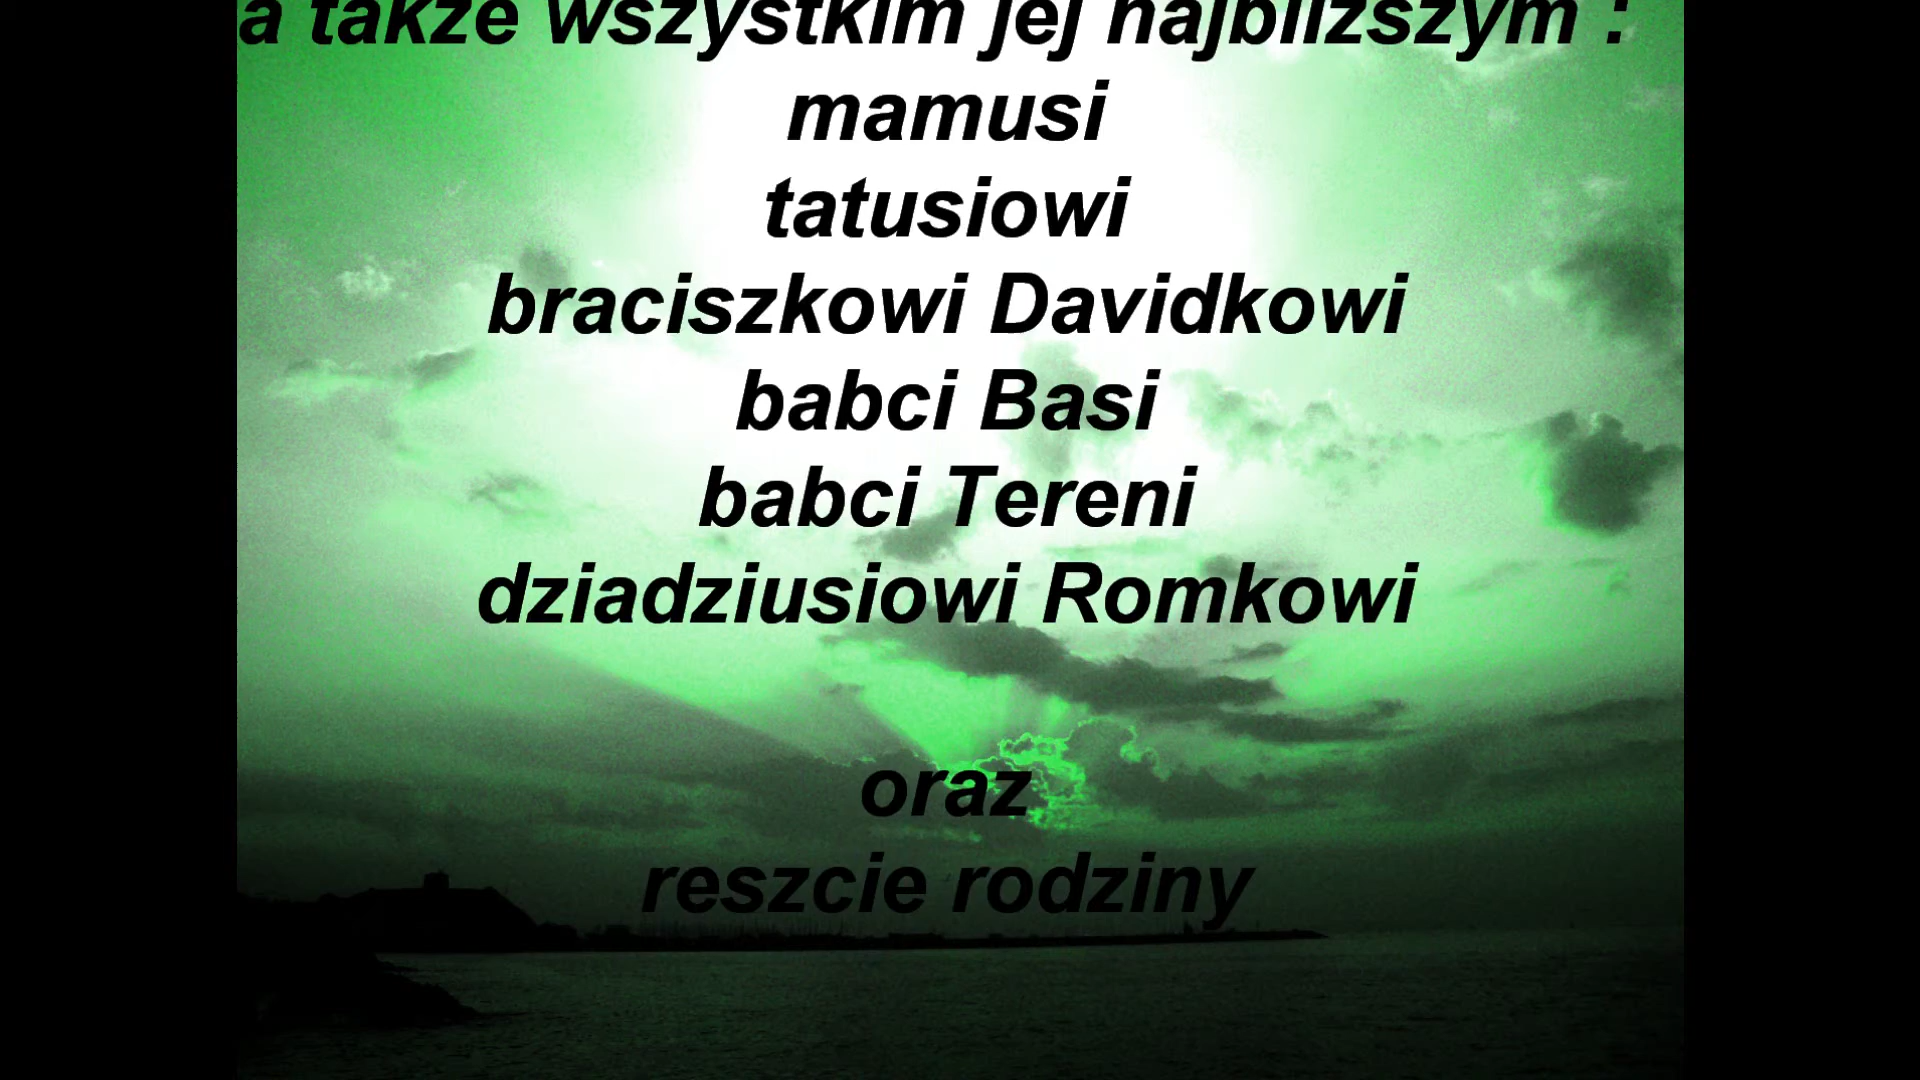 a także wszystkim jej najbliższym :
mamusi
tatusiowi
braciszkowi Davidkowi
babci Basi
babci Tereni
dziadziusiowi Romkowi
oraz
reszcie rodziny